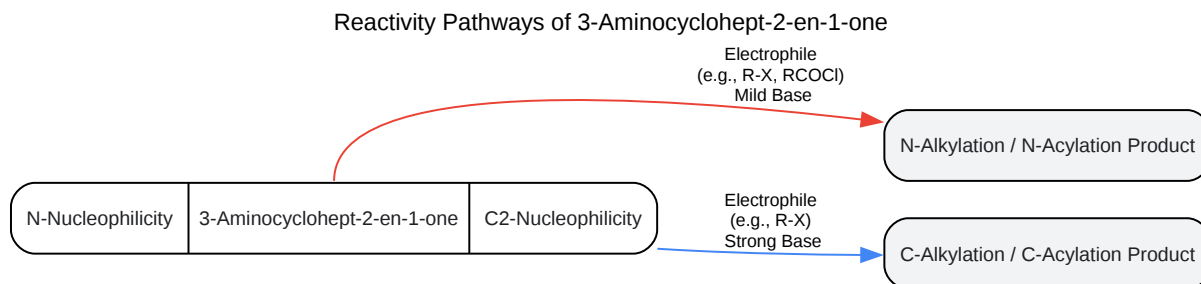 Reactivity Pathways of 3-Aminocyclohept-2-en-1-one
Electrophile
(e.g., R-X, RCOCl)
Mild Base
N-Alkylation / N-Acylation Product
N-Nucleophilicity
3-Aminocyclohept-2-en-1-one
C2-Nucleophilicity
Electrophile
(e.g., R-X)
Strong Base
C-Alkylation / C-Acylation Product